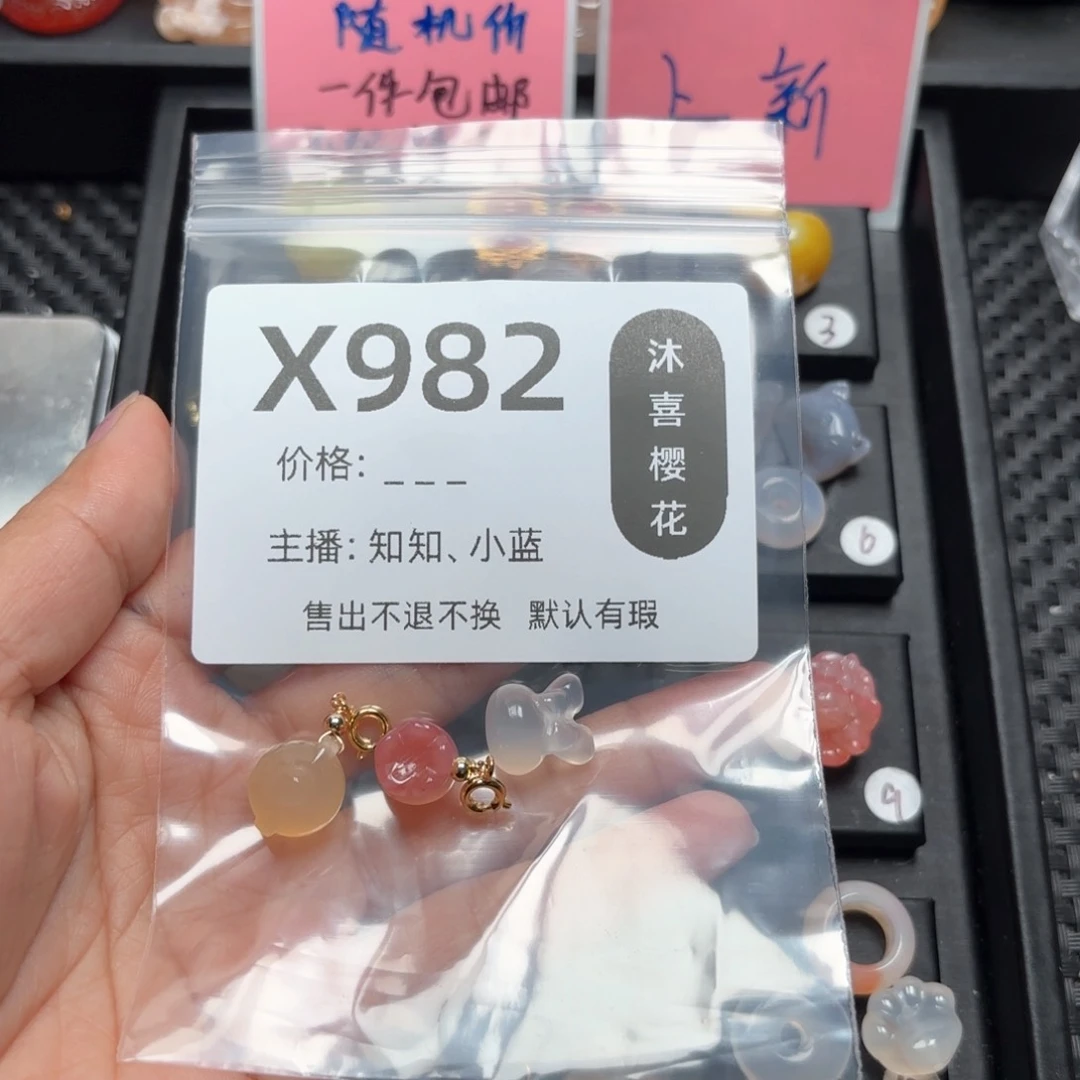 随机价
一件包邮
上新
X982
沐喜樱花
价格：_ _ _
主播：知知、小蓝
售出不退不换 默认有瑕
3
6
9